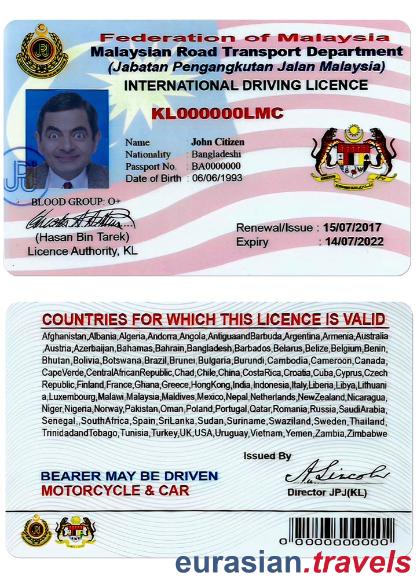 Federation of Malaysia
Malaysian Road Transport Department
(Jabatan Pengangkutan Jalan Malaysia)
INTERNATIONAL DRIVING LICENCE
KL000000LMC
Name : John Citizen
Nationality : Bangladeshi
Passport No : BA0000000
Date of Birth : 06/06/1993
BLOOD GROUP: O+
(Hasan Bin Tarek)
Licence Authority, KL
Renewal/Issue : 15/07/2017
Expiry : 14/07/2022
COUNTRIES FOR WHICH THIS LICENCE IS VALID
Afghanistan,Albania,Algeria,Andorra,Angola,AntiguaandBarbuda,Argentina,Armenia,Australia
,Austria,Azerbaijan,Bahamas,Bahrain,Bangladesh,Barbados,Belarus,Belize,Belgium,Benin,
Bhutan,Bolivia,Botswana,Brazil,Brunei,Bulgaria,Burundi,Cambodia,Cameroon,Canada,
CapeVerde,CentralAfricanRepublic,Chad,Chile,China,CostaRica,Croatia,Cuba,Cyprus,Czech
Republic,Finland,France,Ghana,Greece,HongKong,India,Indonesia,Italy,Liberia,Libya,Lithuani
a,Luxembourg,Malawi,Malaysia,Maldives,Mexico,Nepal,Netherlands,NewZealand,Nicaragua,
Niger,Nigeria,Norway,Pakistan,Oman,Poland,Portugal,Qatar,Romania,Russia,SaudiArabia,
Senegal,,SouthAfrica,Spain,SriLanka,Sudan,Suriname,Swaziland,Sweden,Thailand,
TrinidadandTobago,Tunisia,Turkey,UK,USA,Uruguay,Vietnam,Yemen,Zambia,Zimbabwe
Issued By
A. Lincoln
BEARER MAY BE DRIVEN
MOTORCYCLE & CAR
Director JPJ(KL)
0 00000 00000
eurasian.travels